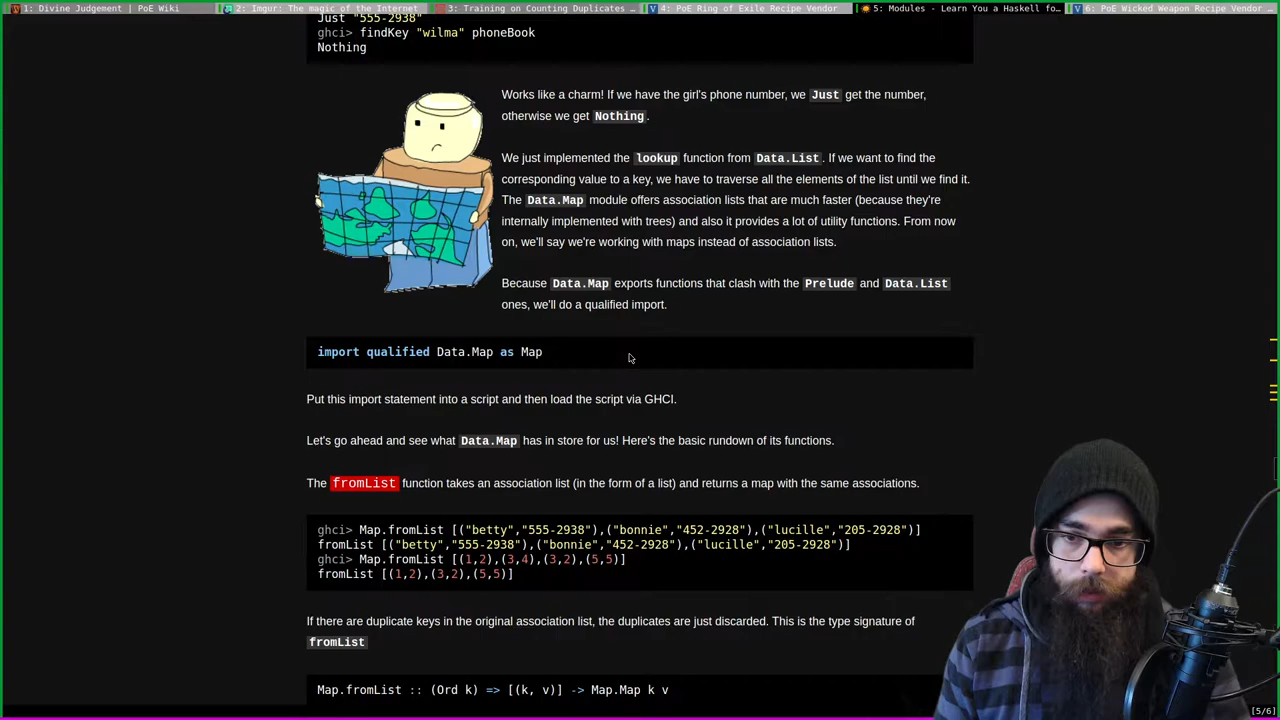 1: Divine Judgement | PoE Wiki
2: Imgur: The magic of the Internet
3: Training on Counting Duplicates …
4: PoE Ring of Exile Recipe Vendor
5: Modules - Learn You a Haskell fo…
6: PoE Wicked Weapon Recipe Vendor …
Just "555-2938"
ghci> findKey "wilma" phoneBook
Nothing
Works like a charm! If we have the girl's phone number, we Just get the number,
otherwise we get Nothing.
We just implemented the lookup function from Data.List. If we want to find the
corresponding value to a key, we have to traverse all the elements of the list until we find it.
The Data.Map module offers association lists that are much faster (because they're
internally implemented with trees) and also it provides a lot of utility functions. From now
on, we'll say we're working with maps instead of association lists.
Because Data.Map exports functions that clash with the Prelude and Data.List
ones, we'll do a qualified import.
import qualified Data.Map as Map
Put this import statement into a script and then load the script via GHCI.
Let's go ahead and see what Data.Map has in store for us! Here's the basic rundown of its functions.
The fromList function takes an association list (in the form of a list) and returns a map with the same associations.
ghci> Map.fromList [("betty","555-2938"),("bonnie","452-2928"),("lucille","205-2928")]
fromList [("betty","555-2938"),("bonnie","452-2928"),("lucille","205-2928")]
ghci> Map.fromList [(1,2),(3,4),(3,2),(5,5)]
fromList [(1,2),(3,2),(5,5)]
If there are duplicate keys in the original association list, the duplicates are just discarded. This is the type signature of
fromList
Map.fromList :: (Ord k) => [(k, v)] -> Map.Map k v
[5/6]